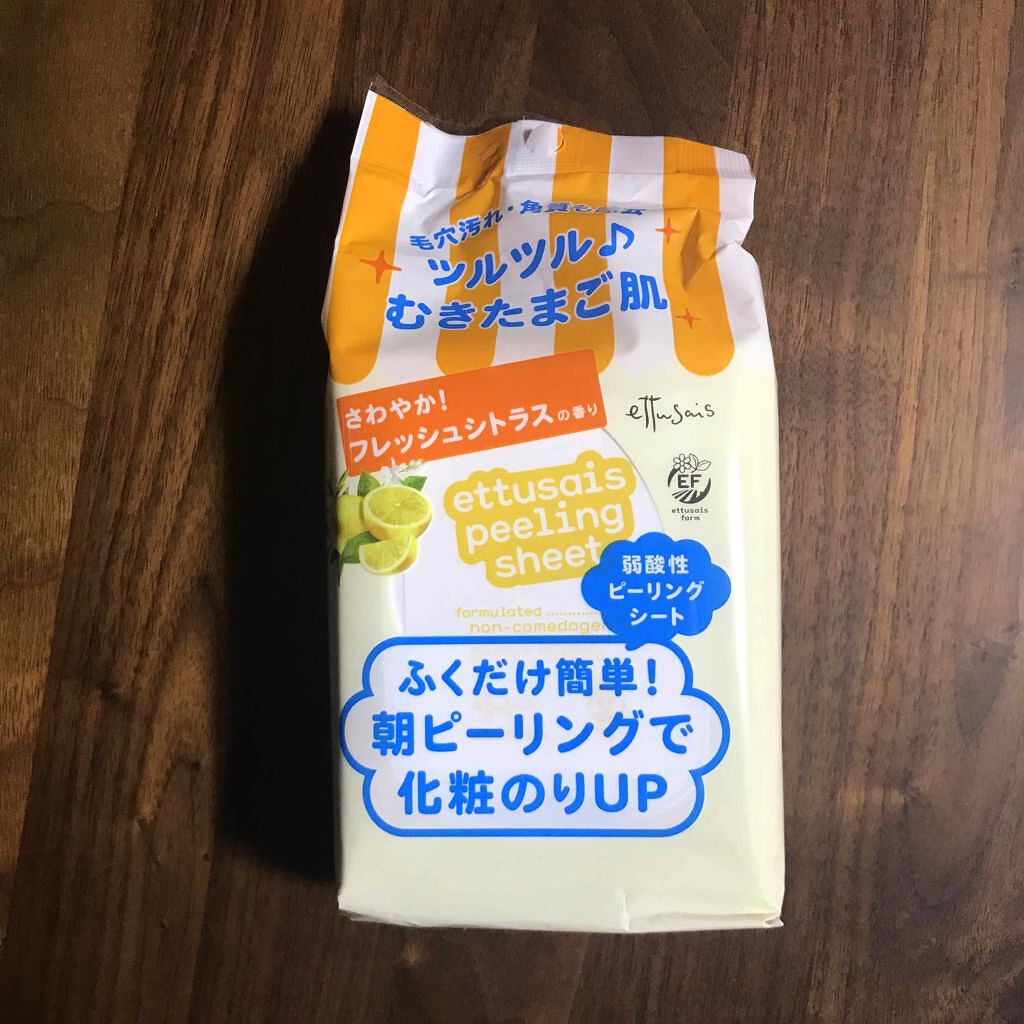 毛穴汚れ・角質も除去
ツルツル♪
むきたまご肌
さわやか!
フレッシュシトラスの香り
ettusais
EF
ettusais
farm
ettusais
peeling
sheet
弱酸性
ピーリング
シート
formulated
ふくだけ簡単!
朝ピーリングで
化粧のりUP